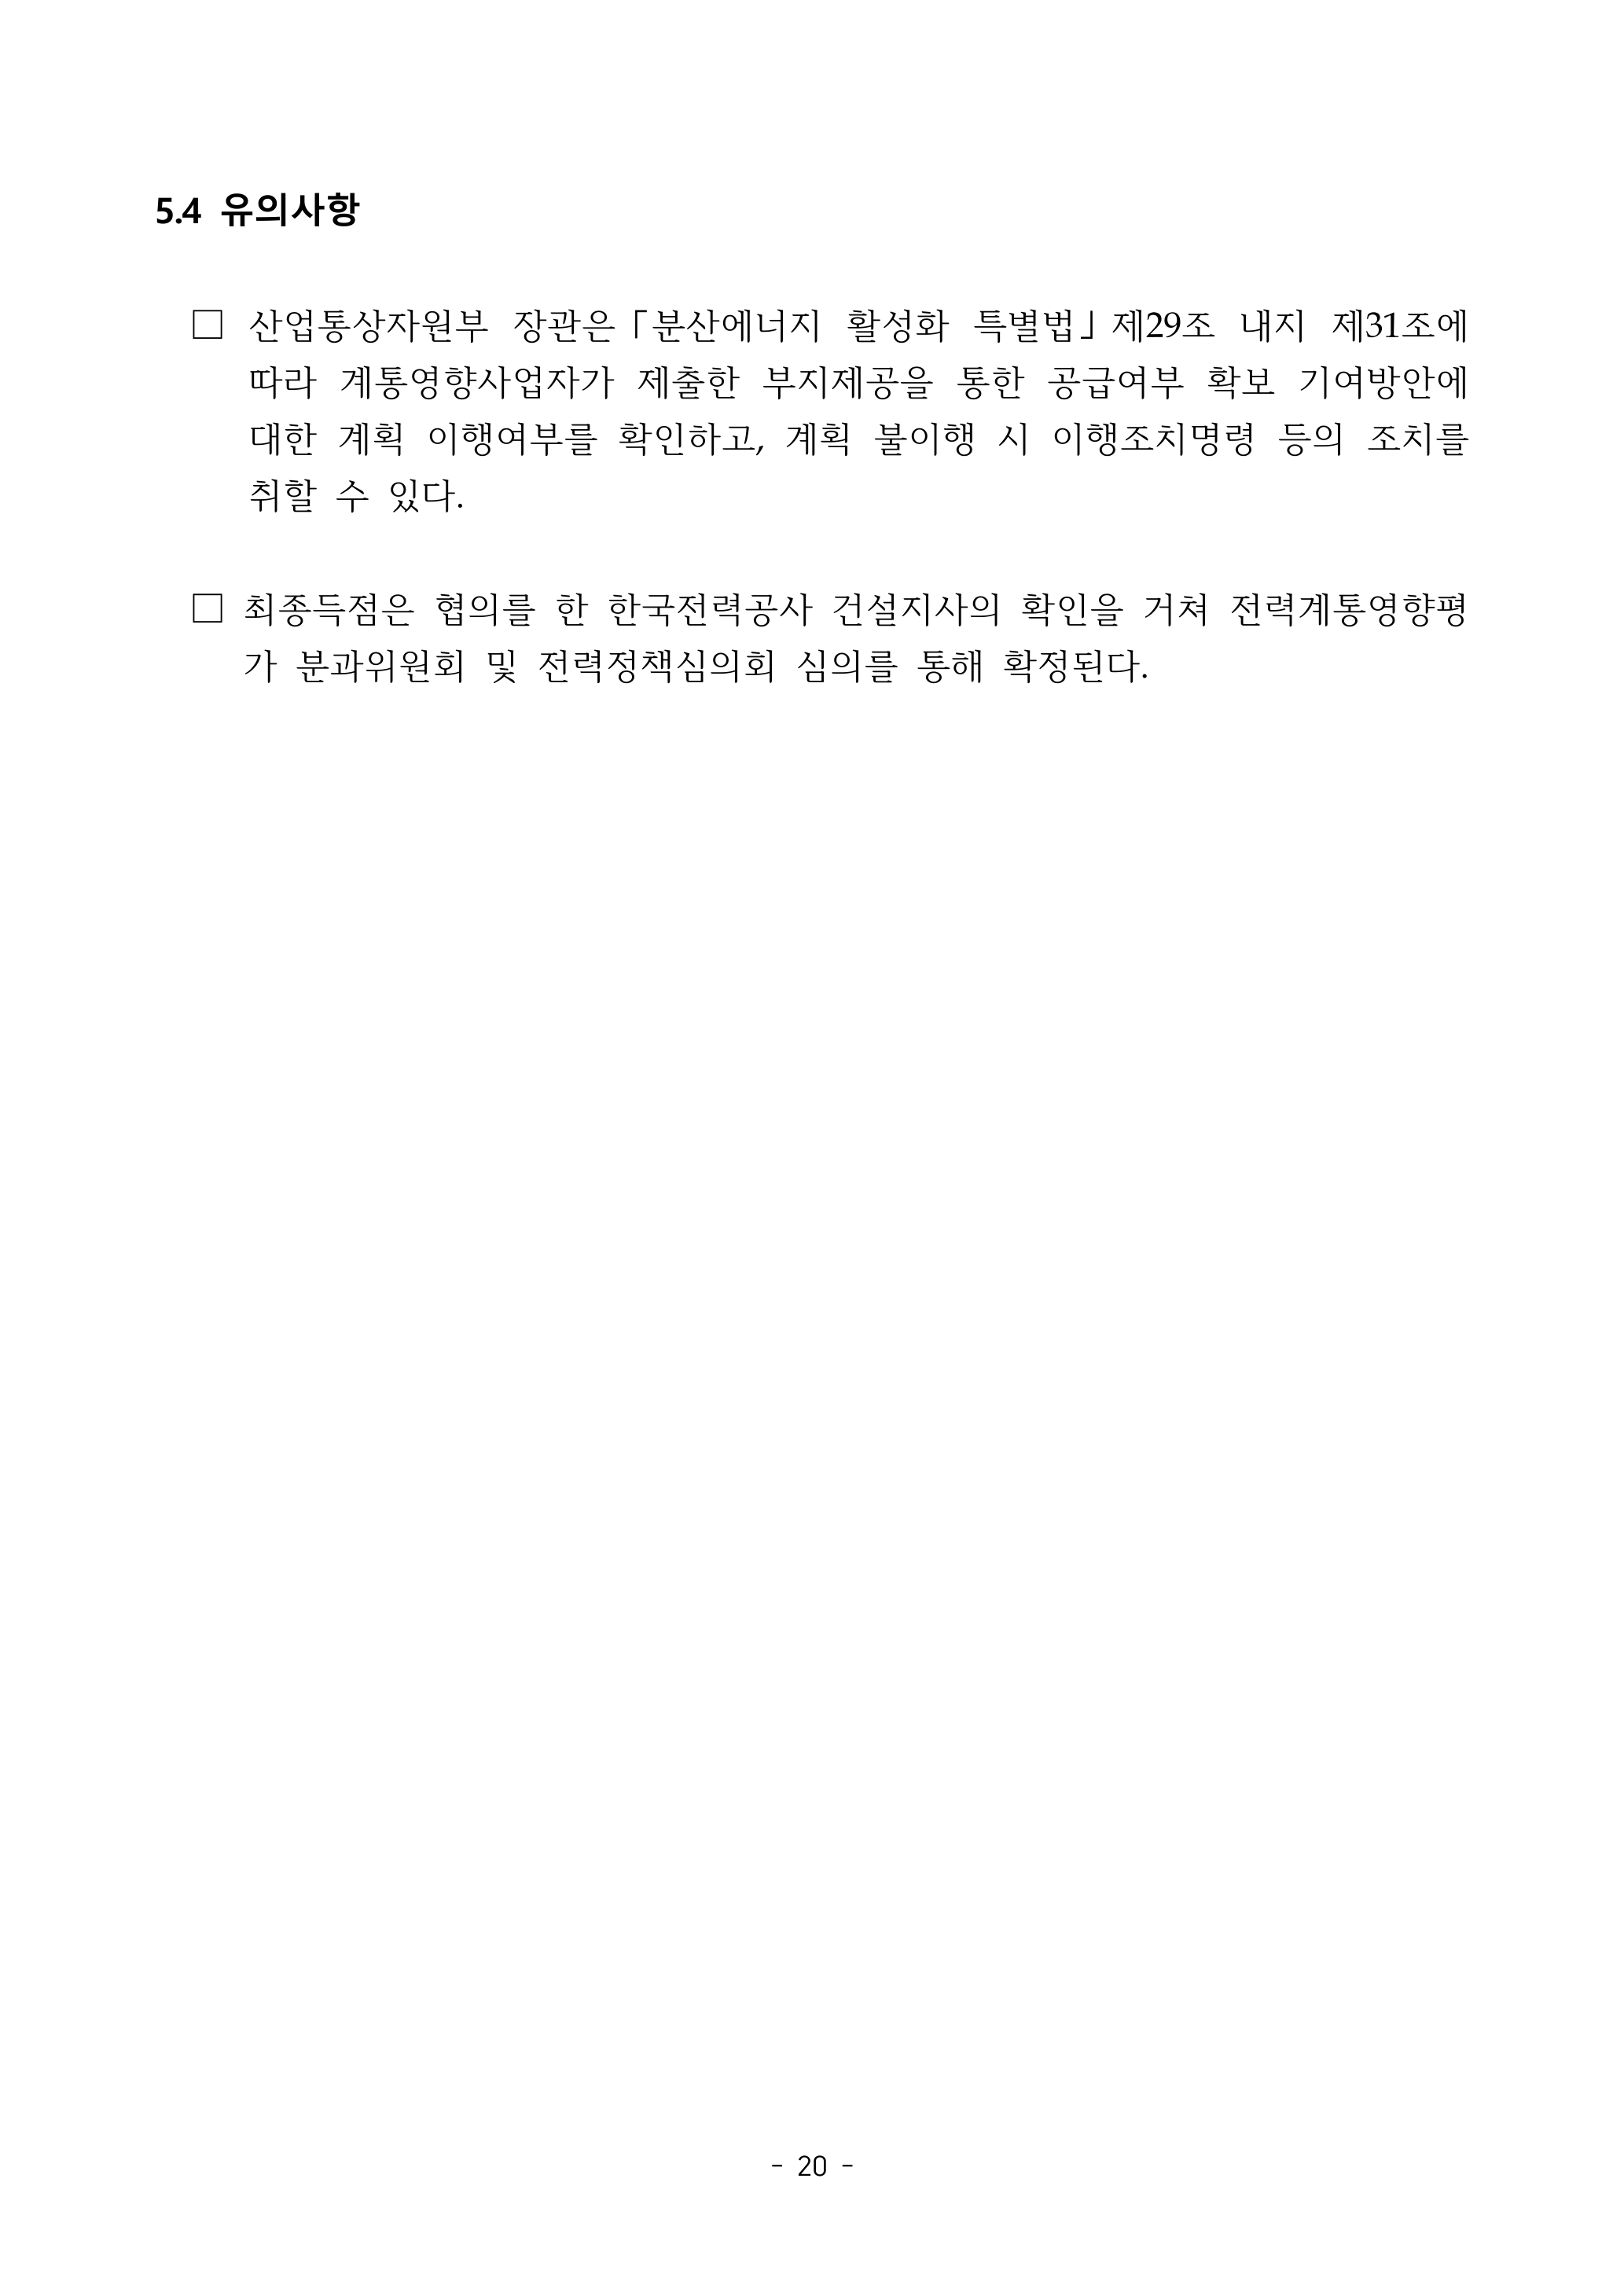 5.4 유의사항
□ 산업통상자원부 장관은「분산에너지 활성화 특별법」제29조 내지 제31조에
따라 계통영향사업자가 제출한 부지제공을 통한 공급여부 확보 기여방안에
대한 계획 이행여부를 확인하고, 계획 불이행 시 이행조치명령 등의 조치를
취할 수 있다.
□ 최종득점은 협의를 한 한국전력공사 건설지사의 확인을 거쳐 전력계통영향평
가 분과위원회 및 전력정책심의회 심의를 통해 확정된다.
- 20 -